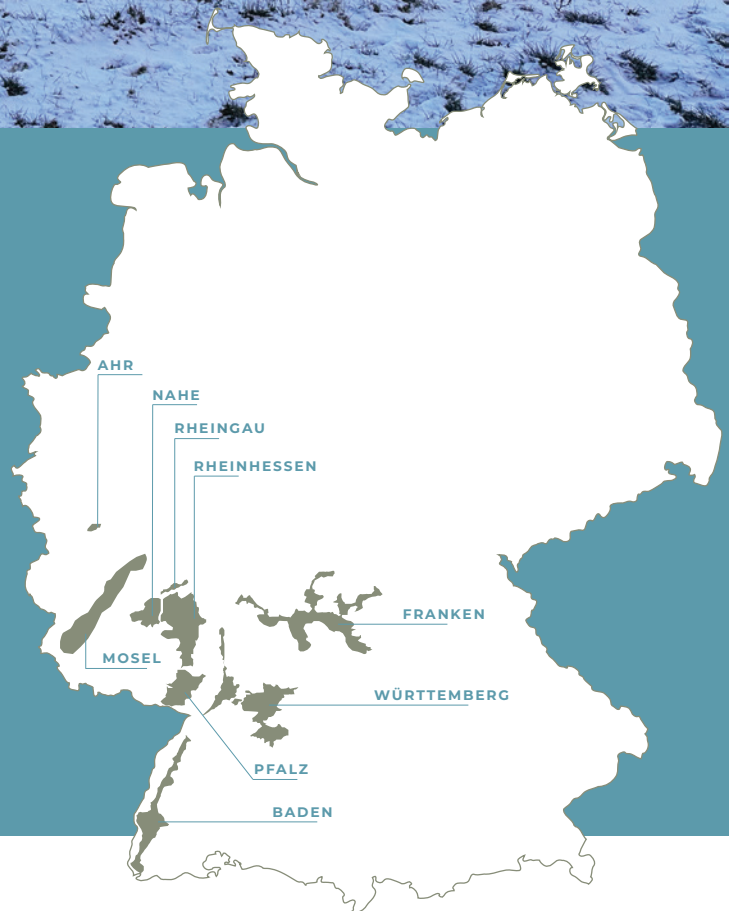 AHR
NAHE
RHEINGAU
RHEINHESSEN
FRANKEN
MOSEL
WÜRTTEMBERG
PFALZ
BADEN